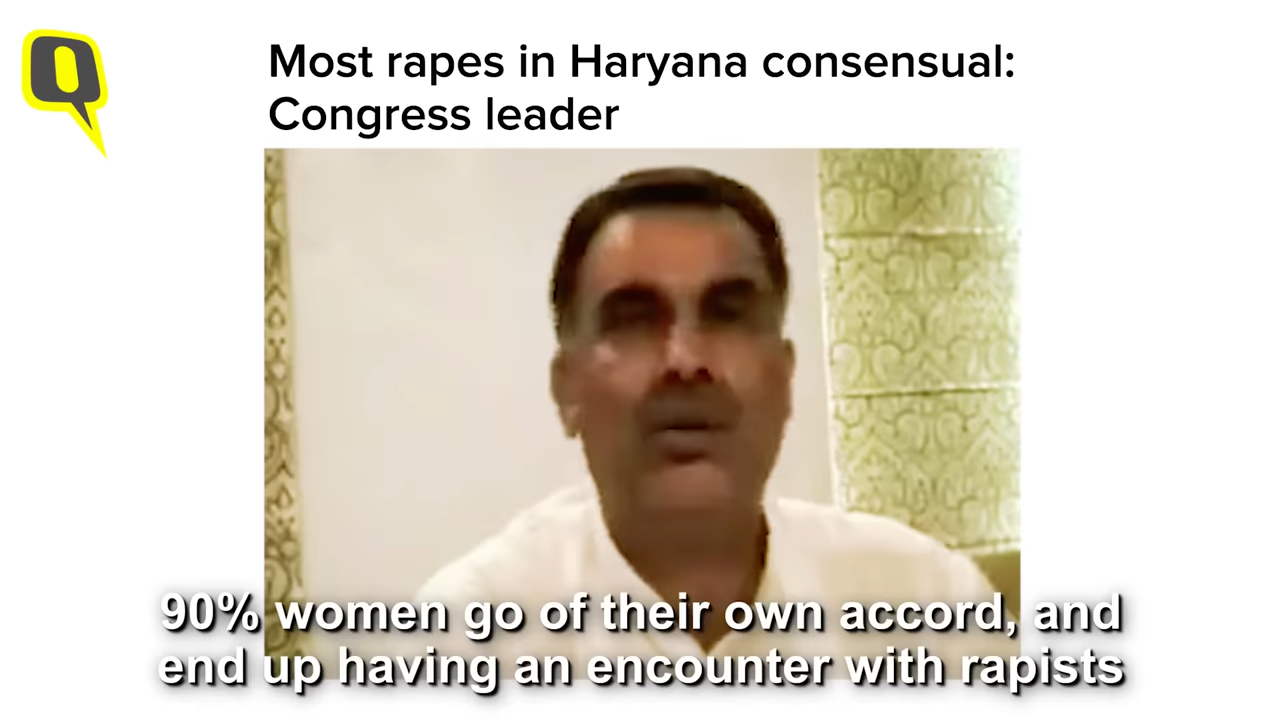 Most rapes in Haryana consensual:
Congress leader
90% women go of their own accord, and
end up having an encounter with rapists